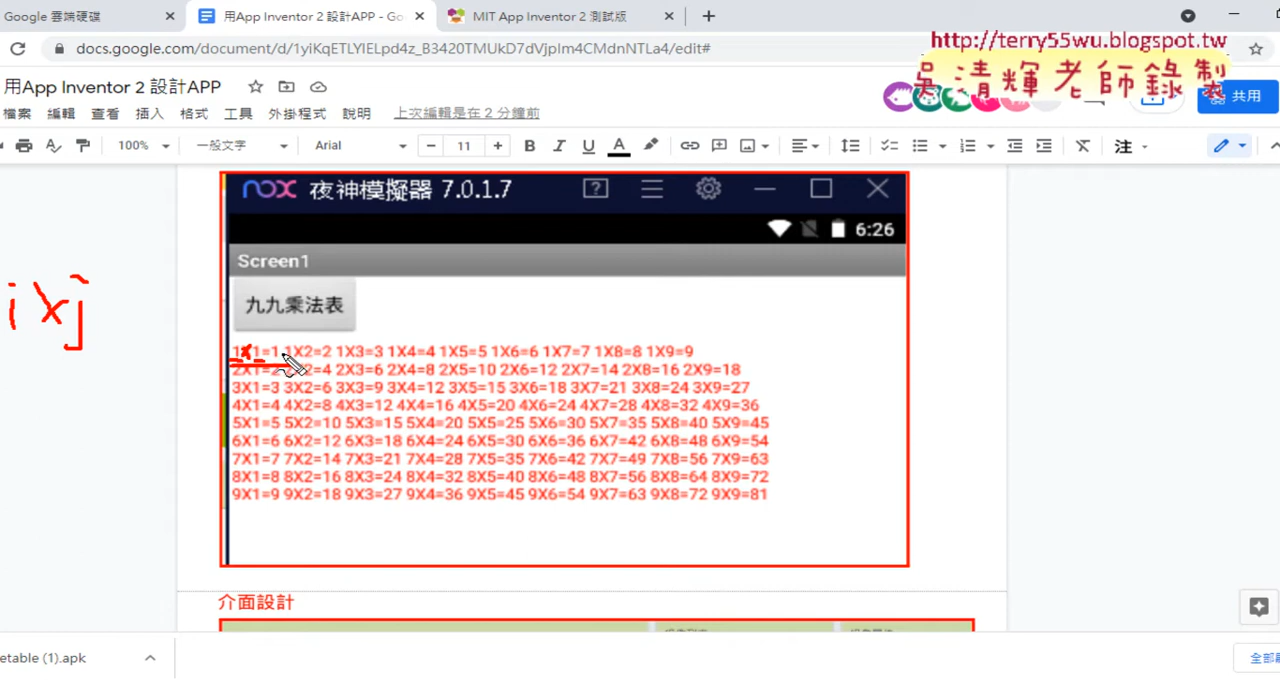 Google 雲端硬碟
用App Inventor 2 設計APP - Go
MIT App Inventor 2 測試版
docs.google.com/document/d/1yiKqETLYIELpd4z_B3420TMUkD7dVjpIm4CMdnNTLa4/edit#
http://terry55wu.blogspot.tw
吳清輝老師錄製
用App Inventor 2 設計APP
共用
檔案 編輯 查看 插入 格式 工具 外掛程式 說明 上次編輯是在 2 分鐘前
100% 一般文字 Arial 11 B I U A 注
nox 夜神模擬器 7.0.1.7
6:26
Screen1
九九乘法表
iXj
1X1=1 1X2=2 1X3=3 1X4=4 1X5=5 1X6=6 1X7=7 1X8=8 1X9=9
2X1=2 2X2=4 2X3=6 2X4=8 2X5=10 2X6=12 2X7=14 2X8=16 2X9=18
3X1=3 3X2=6 3X3=9 3X4=12 3X5=15 3X6=18 3X7=21 3X8=24 3X9=27
4X1=4 4X2=8 4X3=12 4X4=16 4X5=20 4X6=24 4X7=28 4X8=32 4X9=36
5X1=5 5X2=10 5X3=15 5X4=20 5X5=25 5X6=30 5X7=35 5X8=40 5X9=45
6X1=6 6X2=12 6X3=18 6X4=24 6X5=30 6X6=36 6X7=42 6X8=48 6X9=54
7X1=7 7X2=14 7X3=21 7X4=28 7X5=35 7X6=42 7X7=49 7X8=56 7X9=63
8X1=8 8X2=16 8X3=24 8X4=32 8X5=40 8X6=48 8X7=56 8X8=64 8X9=72
9X1=9 9X2=18 9X3=27 9X4=36 9X5=45 9X6=54 9X7=63 9X8=72 9X9=81
介面設計
etable (1).apk